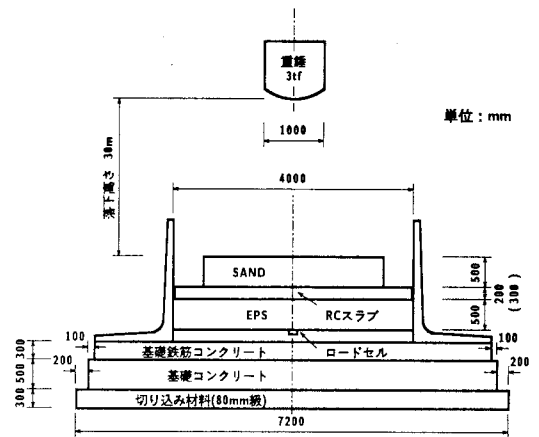 重錘
3tf
単位：mm
1000
落下高さ 30m
4000
SAND
500
200
(300)
EPS
RCスラブ
500
100
ロードセル
100
300
基礎鉄筋コンクリート
200
500
基礎コンクリート
200
300
切り込み材料(80mm級)
7200